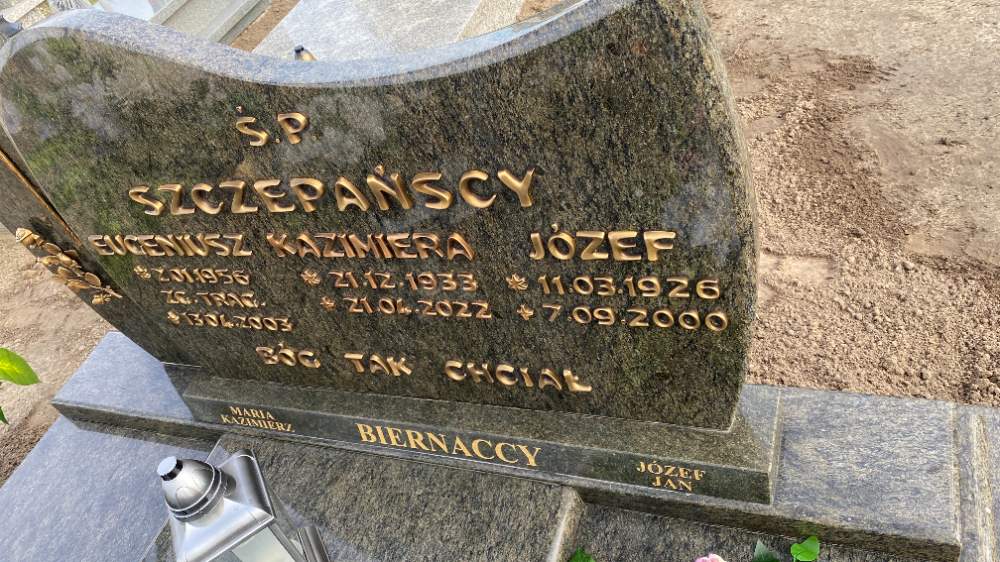 Ś.P.
SZCZEPAŃSCY
EUGENIUSZ KAZIMIERA JÓZEF
* 2.01.1956 * 21.12.1933 * 11.03.1926
ZG. TRAG. * 21.04.2022 * 7.09.2000
* 13.04.2003
BÓG TAK CHCIAŁ
MARIA
KAZIMIERZ
BIERNACCY
JÓZEF
JAN